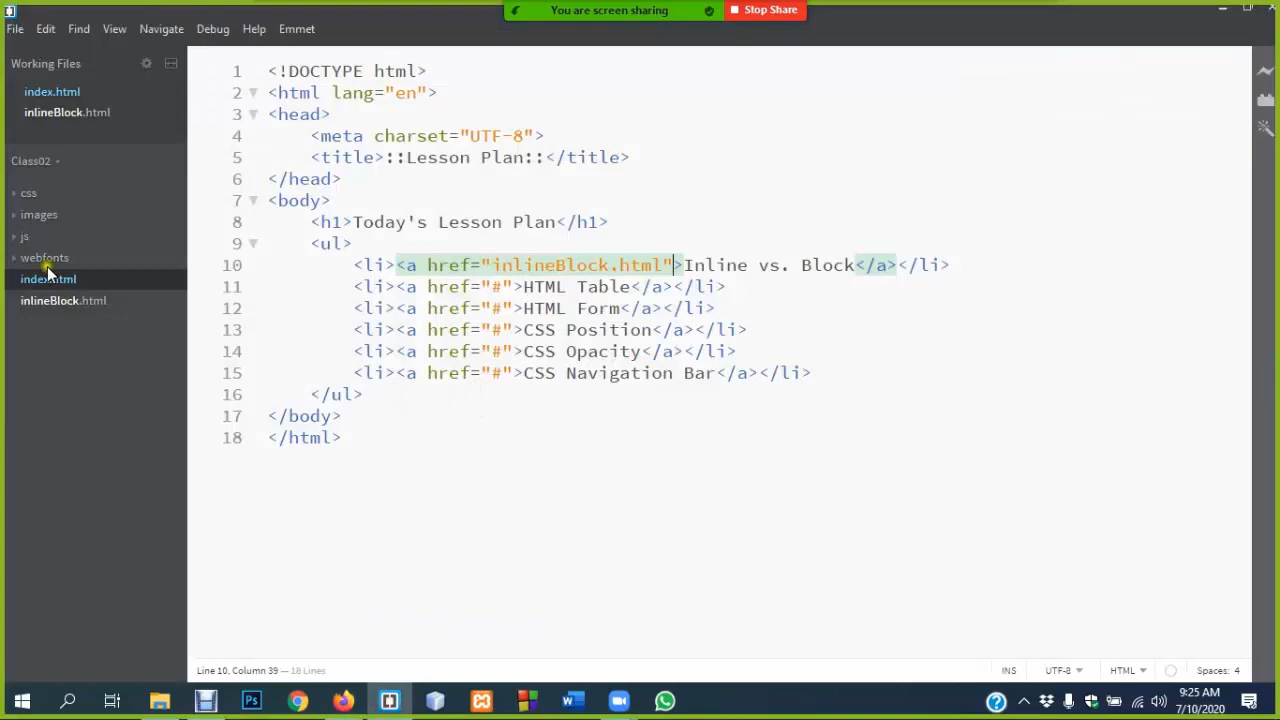 You are screen sharing
Stop Share
File Edit Find View Navigate Debug Help Emmet
Working Files
index.html
inlineBlock.html
Class02
css
images
js
webfonts
index.html
inlineBlock.html
1 <!DOCTYPE html>
2 <html lang="en">
3 <head>
4 <meta charset="UTF-8">
5 <title>::Lesson Plan::</title>
6 </head>
7 <body>
8 <h1>Today's Lesson Plan</h1>
9 <ul>
10 <li><a href="inlineBlock.html">Inline vs. Block</a></li>
11 <li><a href="#">HTML Table</a></li>
12 <li><a href="#">HTML Form</a></li>
13 <li><a href="#">CSS Position</a></li>
14 <li><a href="#">CSS Opacity</a></li>
15 <li><a href="#">CSS Navigation Bar</a></li>
16 </ul>
17 </body>
18 </html>
Line 10, Column 39 — 18 Lines
INS UTF-8 HTML Spaces: 4
Ps
9:25 AM
7/10/2020